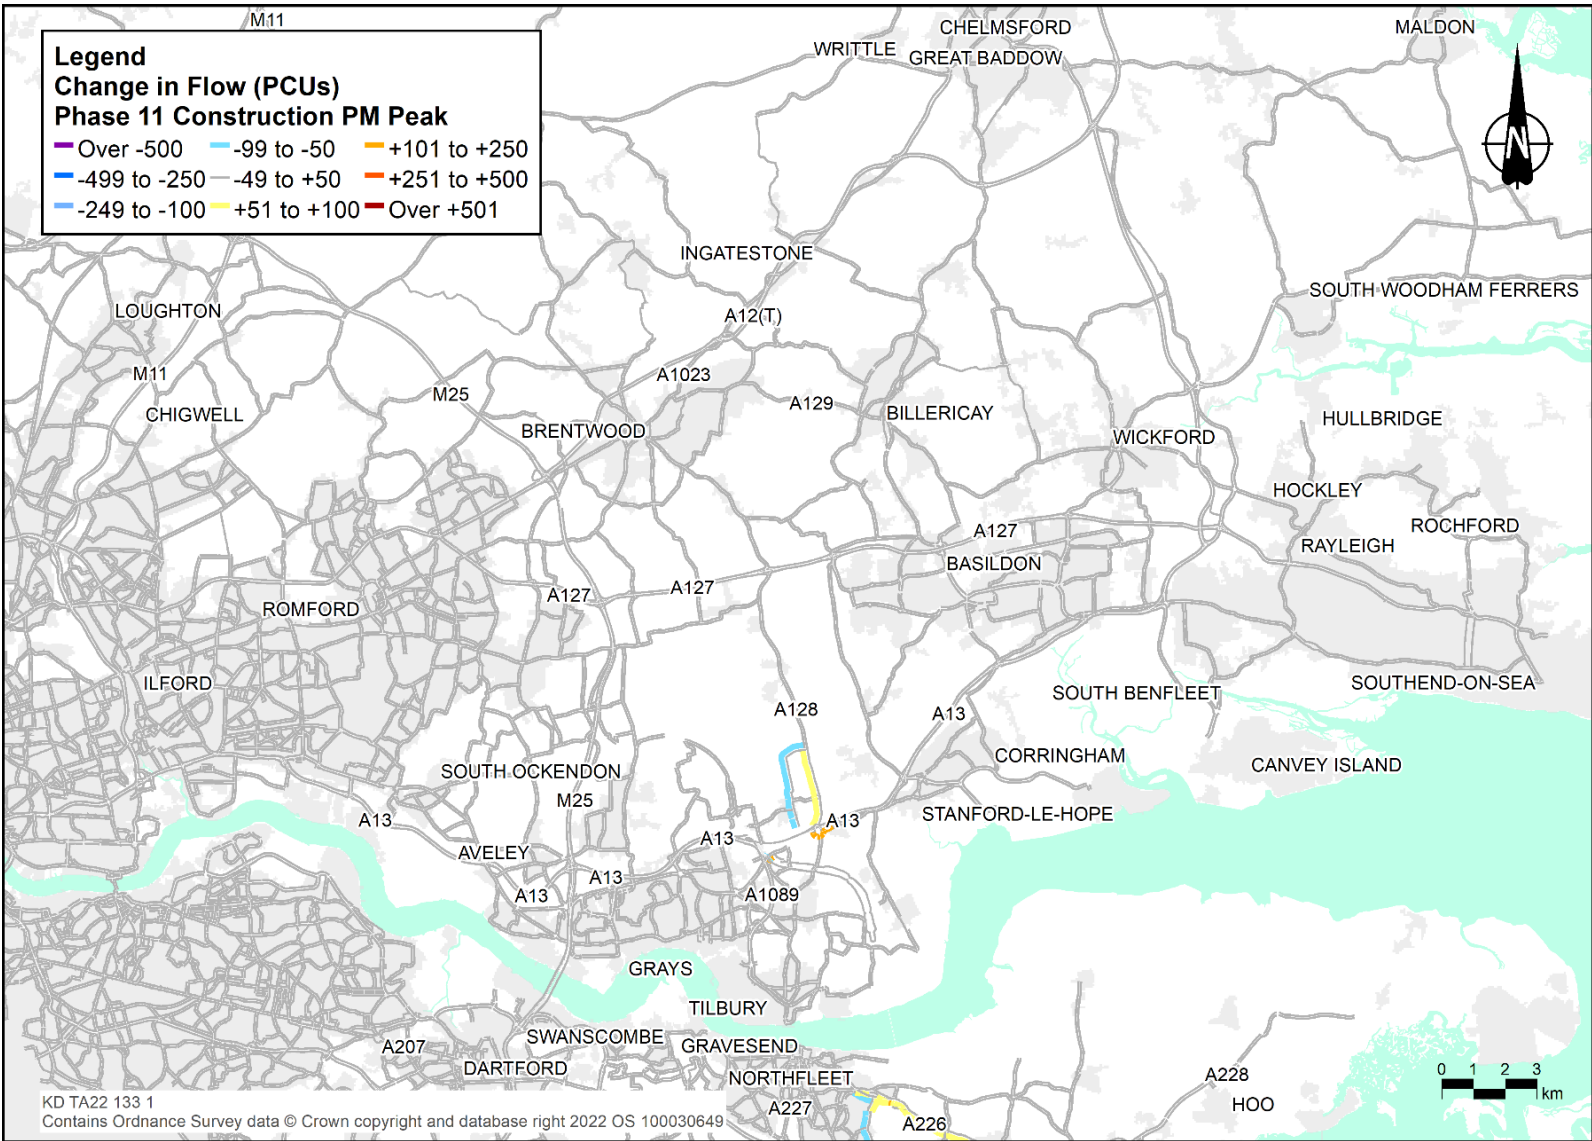 M11
CHELMSFORD
MALDON
WRITTLE
GREAT BADDOW
Legend
Change in Flow (PCUs)
Phase 11 Construction PM Peak
Over -500
-99 to -50
+101 to +250
-499 to -250
-49 to +50
+251 to +500
-249 to -100
+51 to +100
Over +501
N
INGATESTONE
SOUTH WOODHAM FERRERS
LOUGHTON
A12(T)
M11
A1023
M25
A129
CHIGWELL
BILLERICAY
HULLBRIDGE
BRENTWOOD
WICKFORD
HOCKLEY
ROCHFORD
A127
RAYLEIGH
BASILDON
A127
A127
ROMFORD
ILFORD
SOUTH BENFLEET
SOUTHEND-ON-SEA
A128
A13
CORRINGHAM
CANVEY ISLAND
SOUTH OCKENDON
M25
A13
A13
STANFORD-LE-HOPE
A13
AVELEY
A13
A13
A1089
GRAYS
TILBURY
SWANSCOMBE
GRAVESEND
A207
DARTFORD
NORTHFLEET
A228
HOO
A227
A226
0 1 2 3
km
KD TA22 133 1
Contains Ordnance Survey data © Crown copyright and database right 2022 OS 100030649